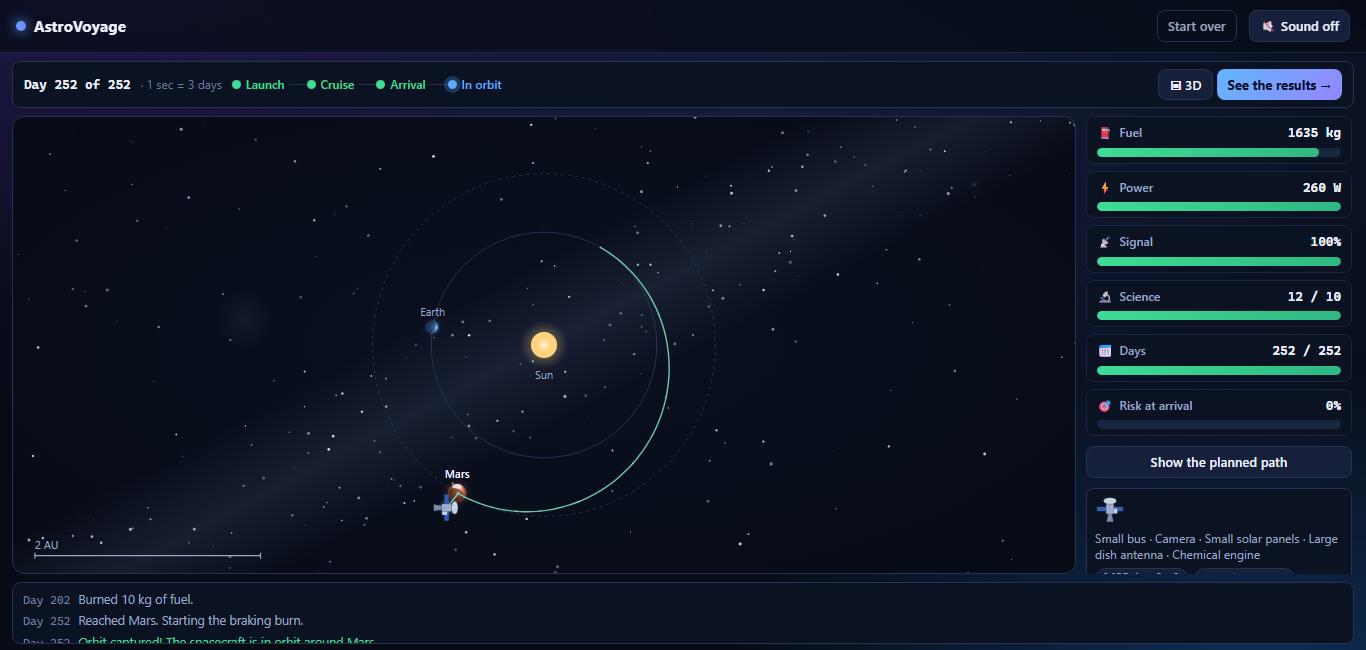 AstroVoyage
Start over
Sound off
Day 252 of 252 · 1 sec = 3 days
Launch
Cruise
Arrival
In orbit
3D
See the results →
Earth
Sun
Mars
2 AU
Fuel 1635 kg
Power 260 W
Signal 100%
Science 12 / 10
Days 252 / 252
Risk at arrival 0%
Show the planned path
Small bus · Camera · Small solar panels · Large
dish antenna · Chemical engine
Day 202 Burned 10 kg of fuel.
Day 252 Reached Mars. Starting the braking burn.
Day 252 Orbit captured! The spacecraft is in orbit around Mars.